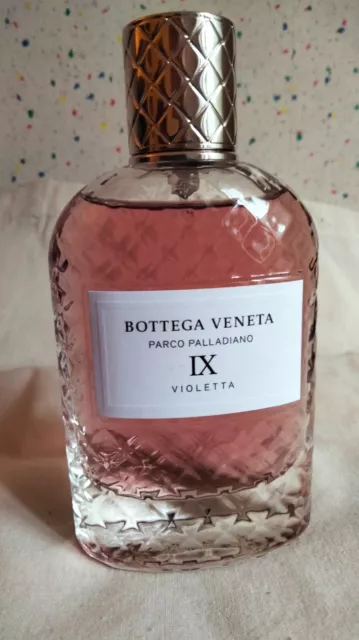 BOTTEGA VENETA
PARCO PALLADIANO
IX
VIOLETTA